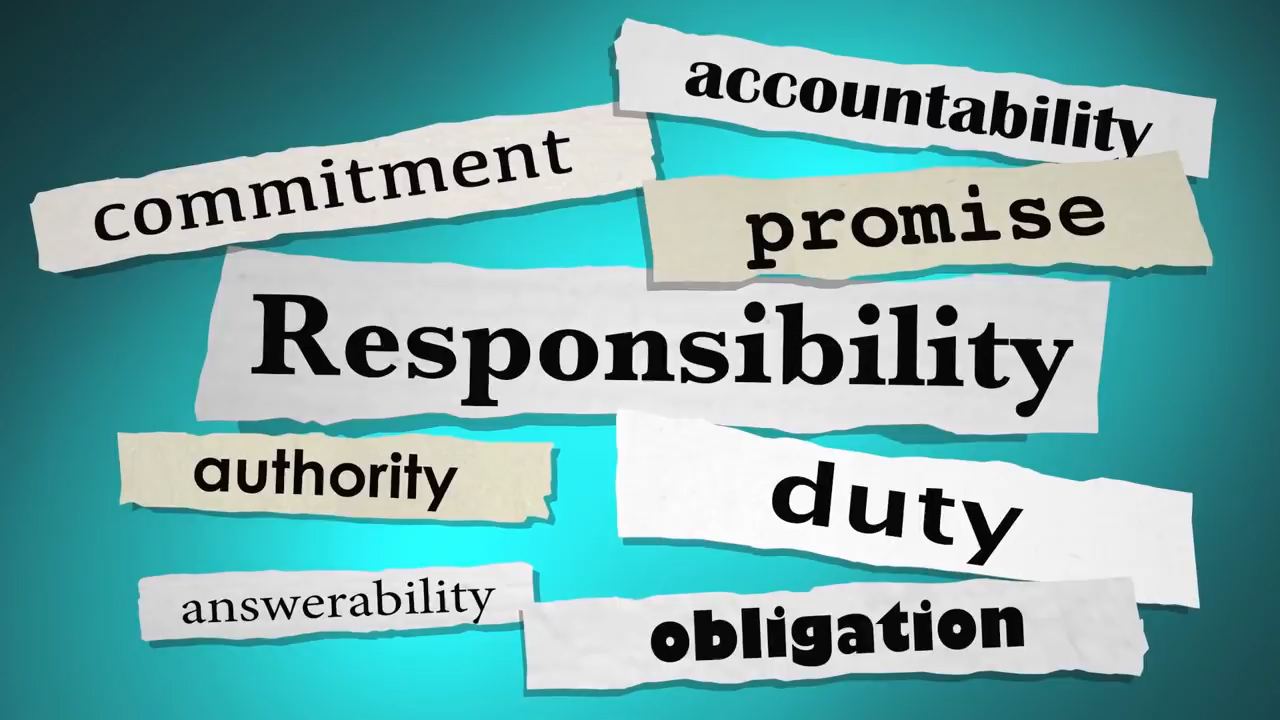 accountability
commitment
promise
Responsibility
authority
duty
answerability
obligation